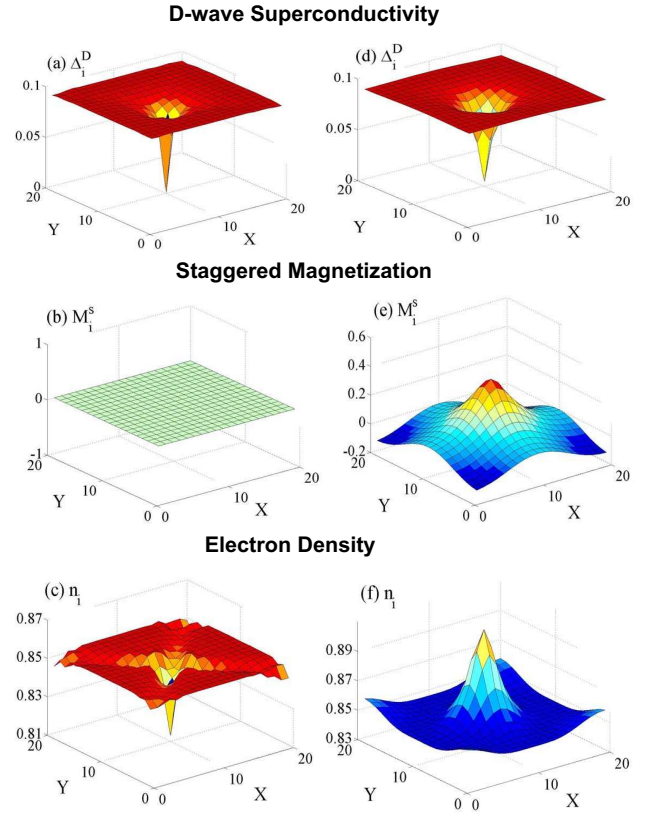 D-wave Superconductivity
(a) Δ_i^D
0.1
0.05
0
20
Y
10
0
0
10
X
20
(d) Δ_i^D
0.1
0.05
0
20
Y
10
0
0
10
X
20
Staggered Magnetization
(b) M_i^s
1
0
-1
20
Y
10
0
0
10
X
20
(e) M_i^s
0.6
0.4
0.2
0
-0.2
20
Y
10
0
0
10
X
20
Electron Density
(c) n_i
0.87
0.85
0.83
0.81
20
Y
10
0
0
10
X
20
(f) n_i
0.89
0.87
0.85
0.83
20
Y
10
0
0
10
X
20